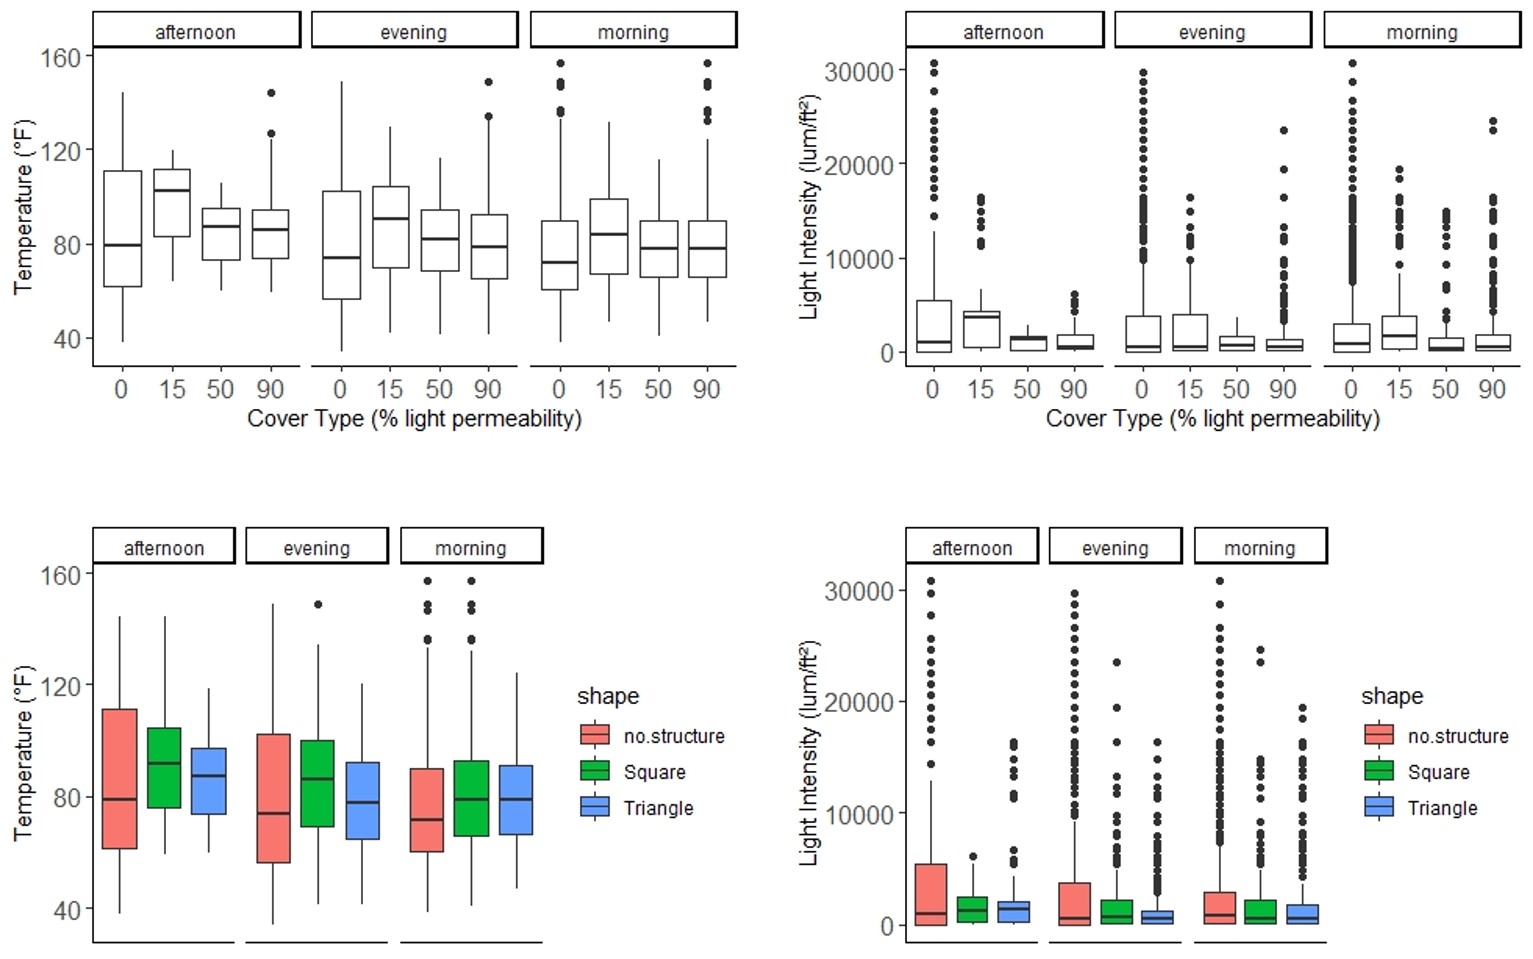 afternoon evening morning
Temperature (°F)
160
120
80
40
0 15 50 90 0 15 50 90 0 15 50 90
Cover Type (% light permeability)
afternoon evening morning
Light Intensity (lum/ft²)
30000
20000
10000
0
0 15 50 90 0 15 50 90 0 15 50 90
Cover Type (% light permeability)
afternoon evening morning
Temperature (°F)
160
120
80
40
shape
no.structure
Square
Triangle
afternoon evening morning
Light Intensity (lum/ft²)
30000
20000
10000
0
shape
no.structure
Square
Triangle